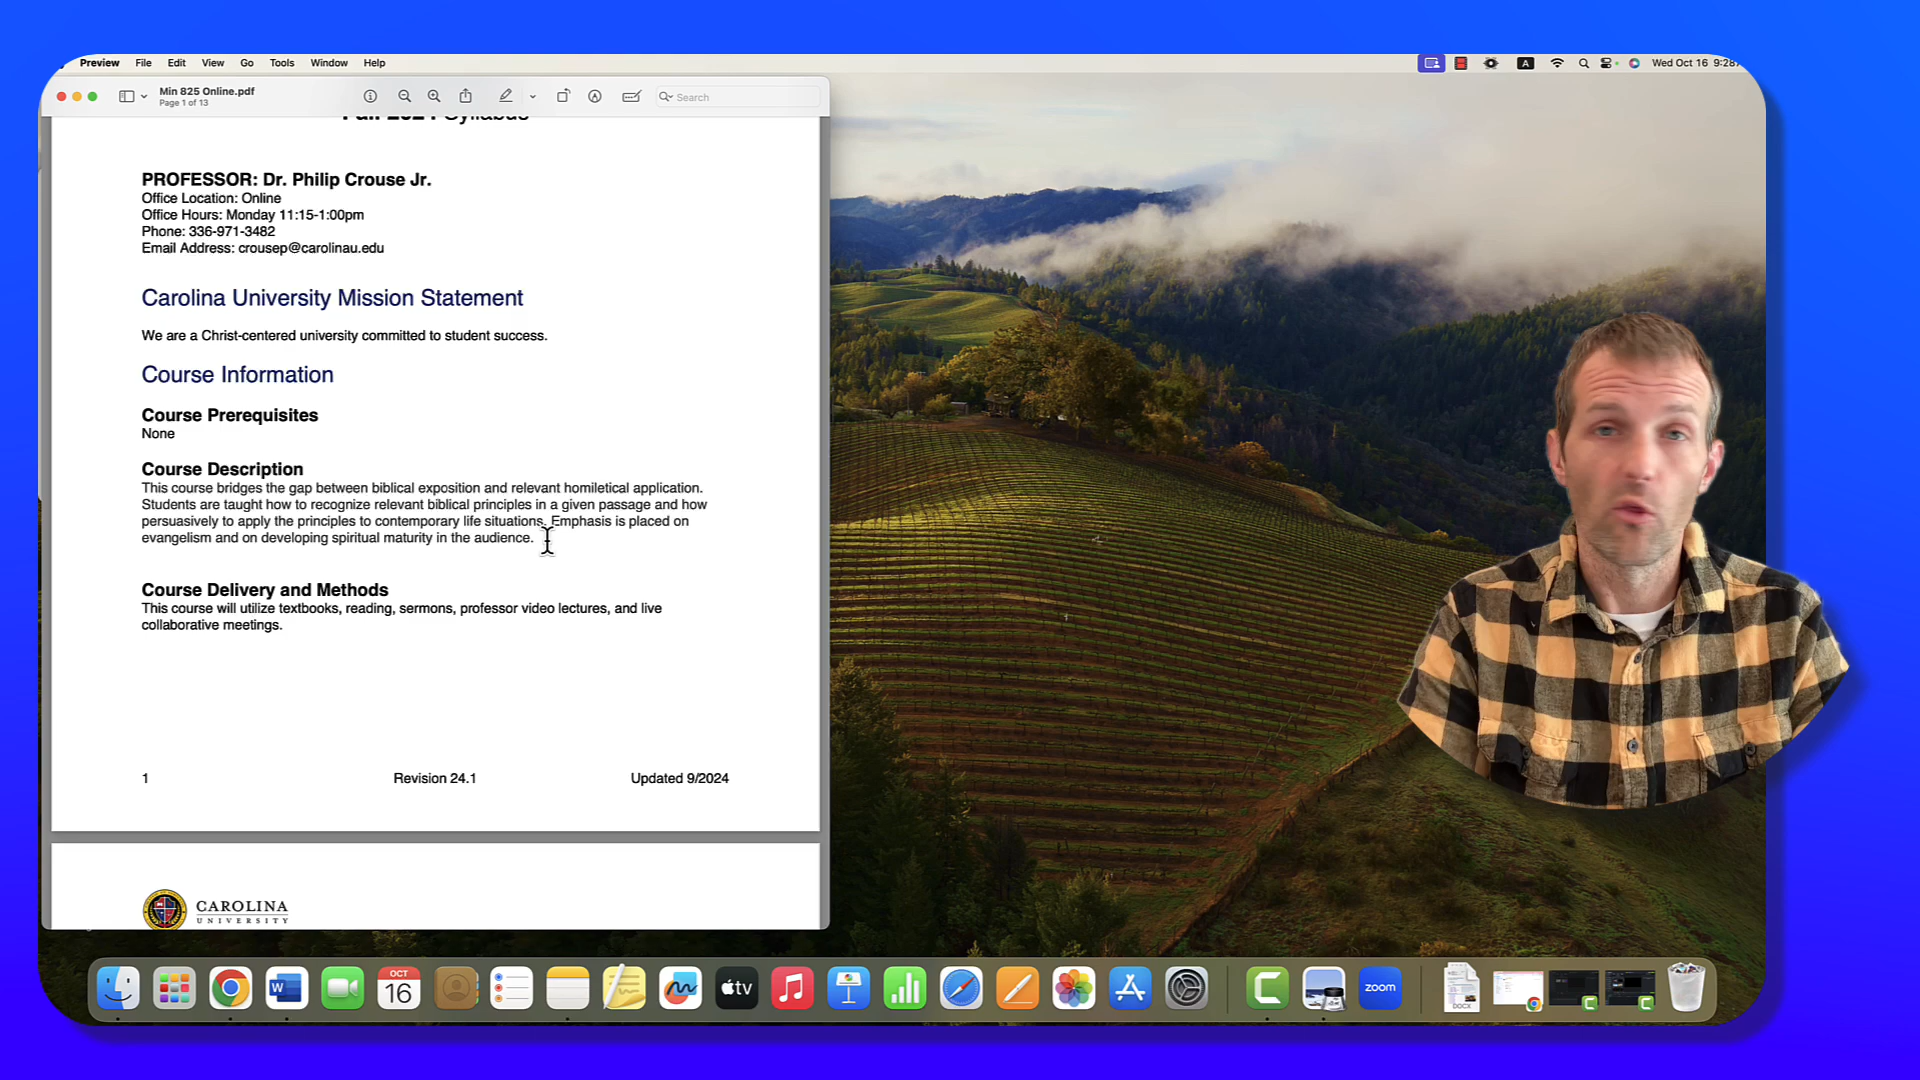 Preview File Edit View Go Tools Window Help
Wed Oct 16 9:28
Min 825 Online.pdf
Page 1 of 13
Search
Syllabus
PROFESSOR: Dr. Philip Crouse Jr.
Office Location: Online
Office Hours: Monday 11:15-1:00pm
Phone: 336-971-3482
Email Address: crousep@carolinau.edu
Carolina University Mission Statement
We are a Christ-centered university committed to student success.
Course Information
Course Prerequisites
None
Course Description
This course bridges the gap between biblical exposition and relevant homiletical application.
Students are taught how to recognize relevant biblical principles in a given passage and how
persuasively to apply the principles to contemporary life situations. Emphasis is placed on
evangelism and on developing spiritual maturity in the audience.
Course Delivery and Methods
This course will utilize textbooks, reading, sermons, professor video lectures, and live
collaborative meetings.
1 Revision 24.1 Updated 9/2024
CAROLINA
UNIVERSITY
OCT
16
W
tv
C
zoom
DOCX